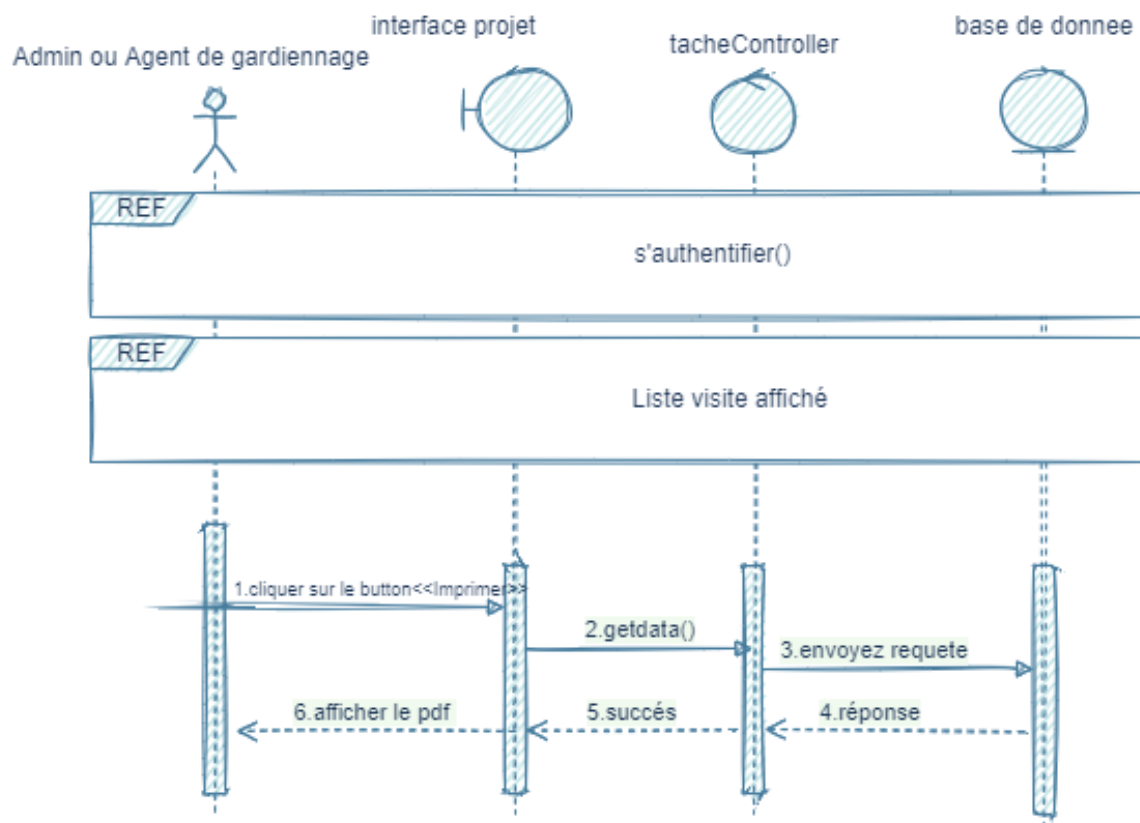 interface projet
base de donnee
tacheController
Admin ou Agent de gardiennage
REF
s'authentifier()
REF
Liste visite affiché
1.cliquer sur le button<<Imprimer>>
2.getdata()
3.envoyez requete
6.afficher le pdf
5.succés
4.réponse